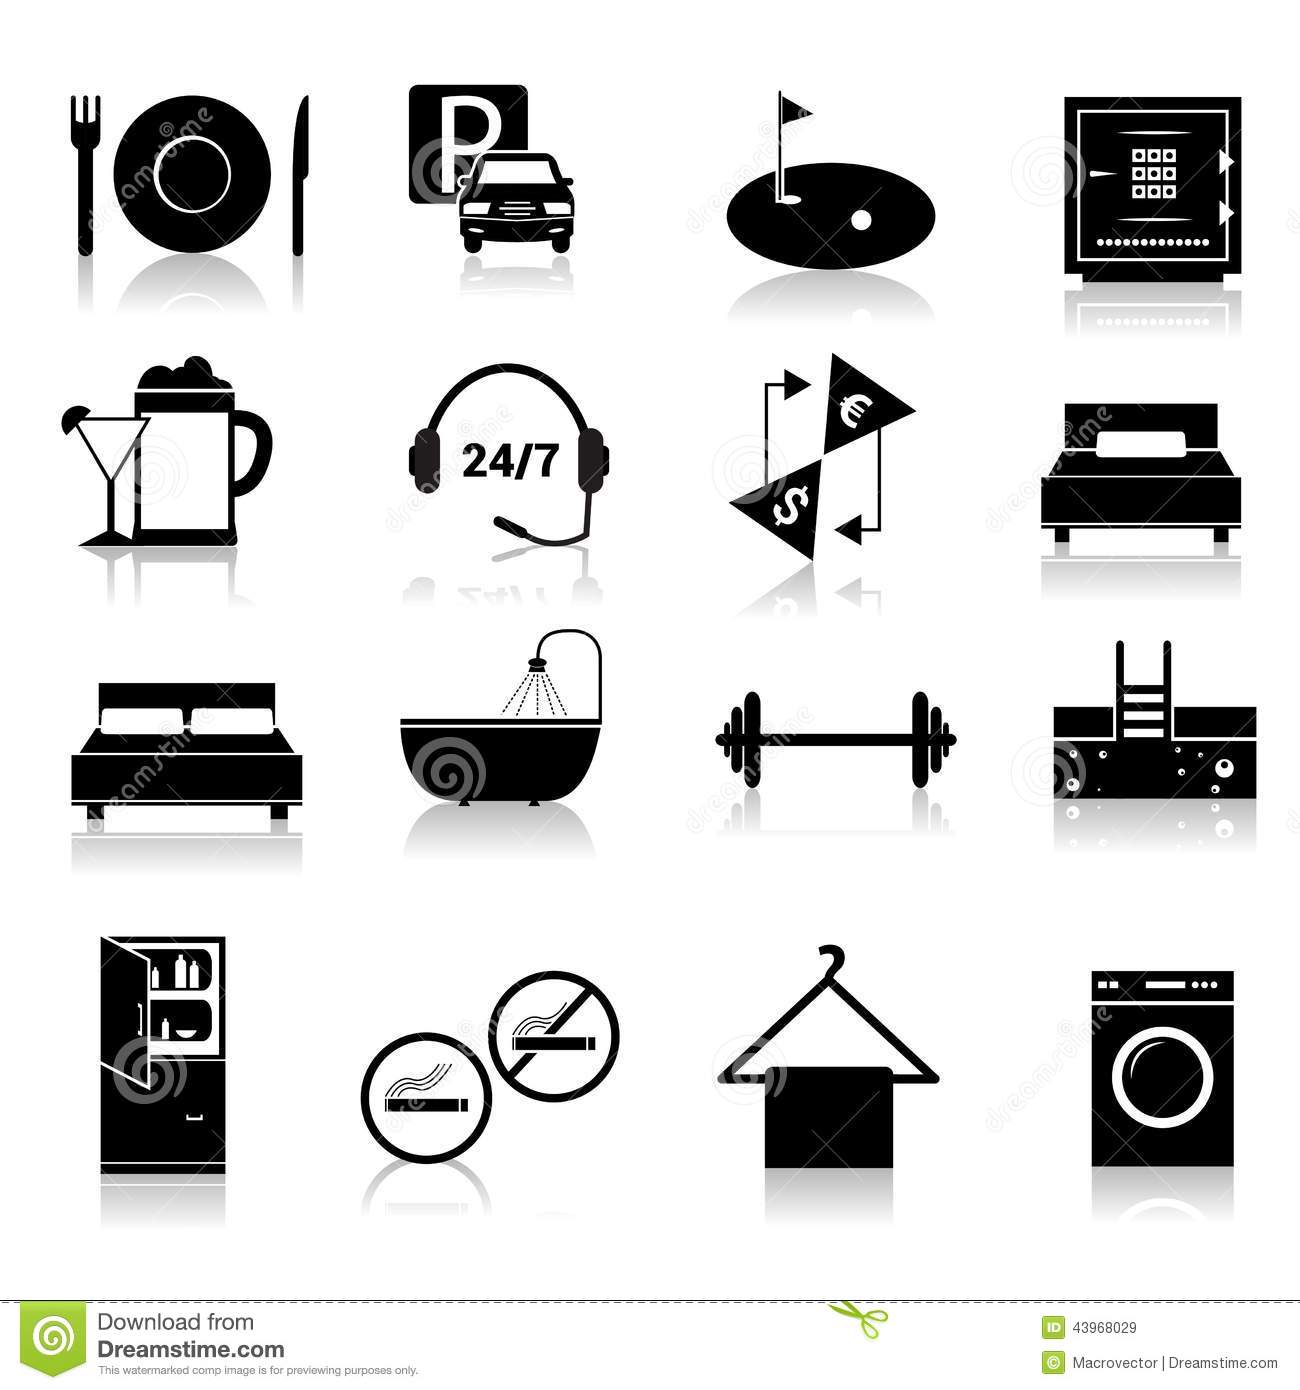 P
€
24/7
$
Download from
Dreamstime.com
This watermarked comp image is for previewing purposes only.
ID 43968029
© Macrovector | Dreamstime.com